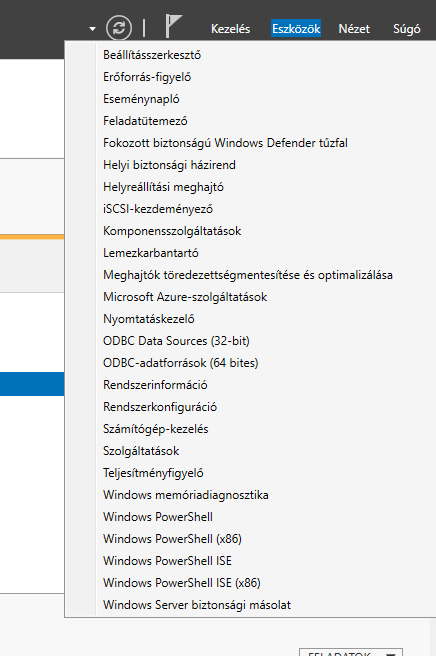 Kezelés Eszközök Nézet Súgó
Beállításszerkesztő
Erőforrás-figyelő
Eseménynapló
Feladatütemező
Fokozott biztonságú Windows Defender tűzfal
Helyi biztonsági házirend
Helyreállítási meghajtó
iSCSI-kezdeményező
Komponensszolgáltatások
Lemezkarbantartó
Meghajtók töredezettségmentesítése és optimalizálása
Microsoft Azure-szolgáltatások
Nyomtatáskezelő
ODBC Data Sources (32-bit)
ODBC-adatforrások (64 bites)
Rendszerinformáció
Rendszerkonfiguráció
Számítógép-kezelés
Szolgáltatások
Teljesítményfigyelő
Windows memóriadiagnosztika
Windows PowerShell
Windows PowerShell (x86)
Windows PowerShell ISE
Windows PowerShell ISE (x86)
Windows Server biztonsági másolat
FELADATOK